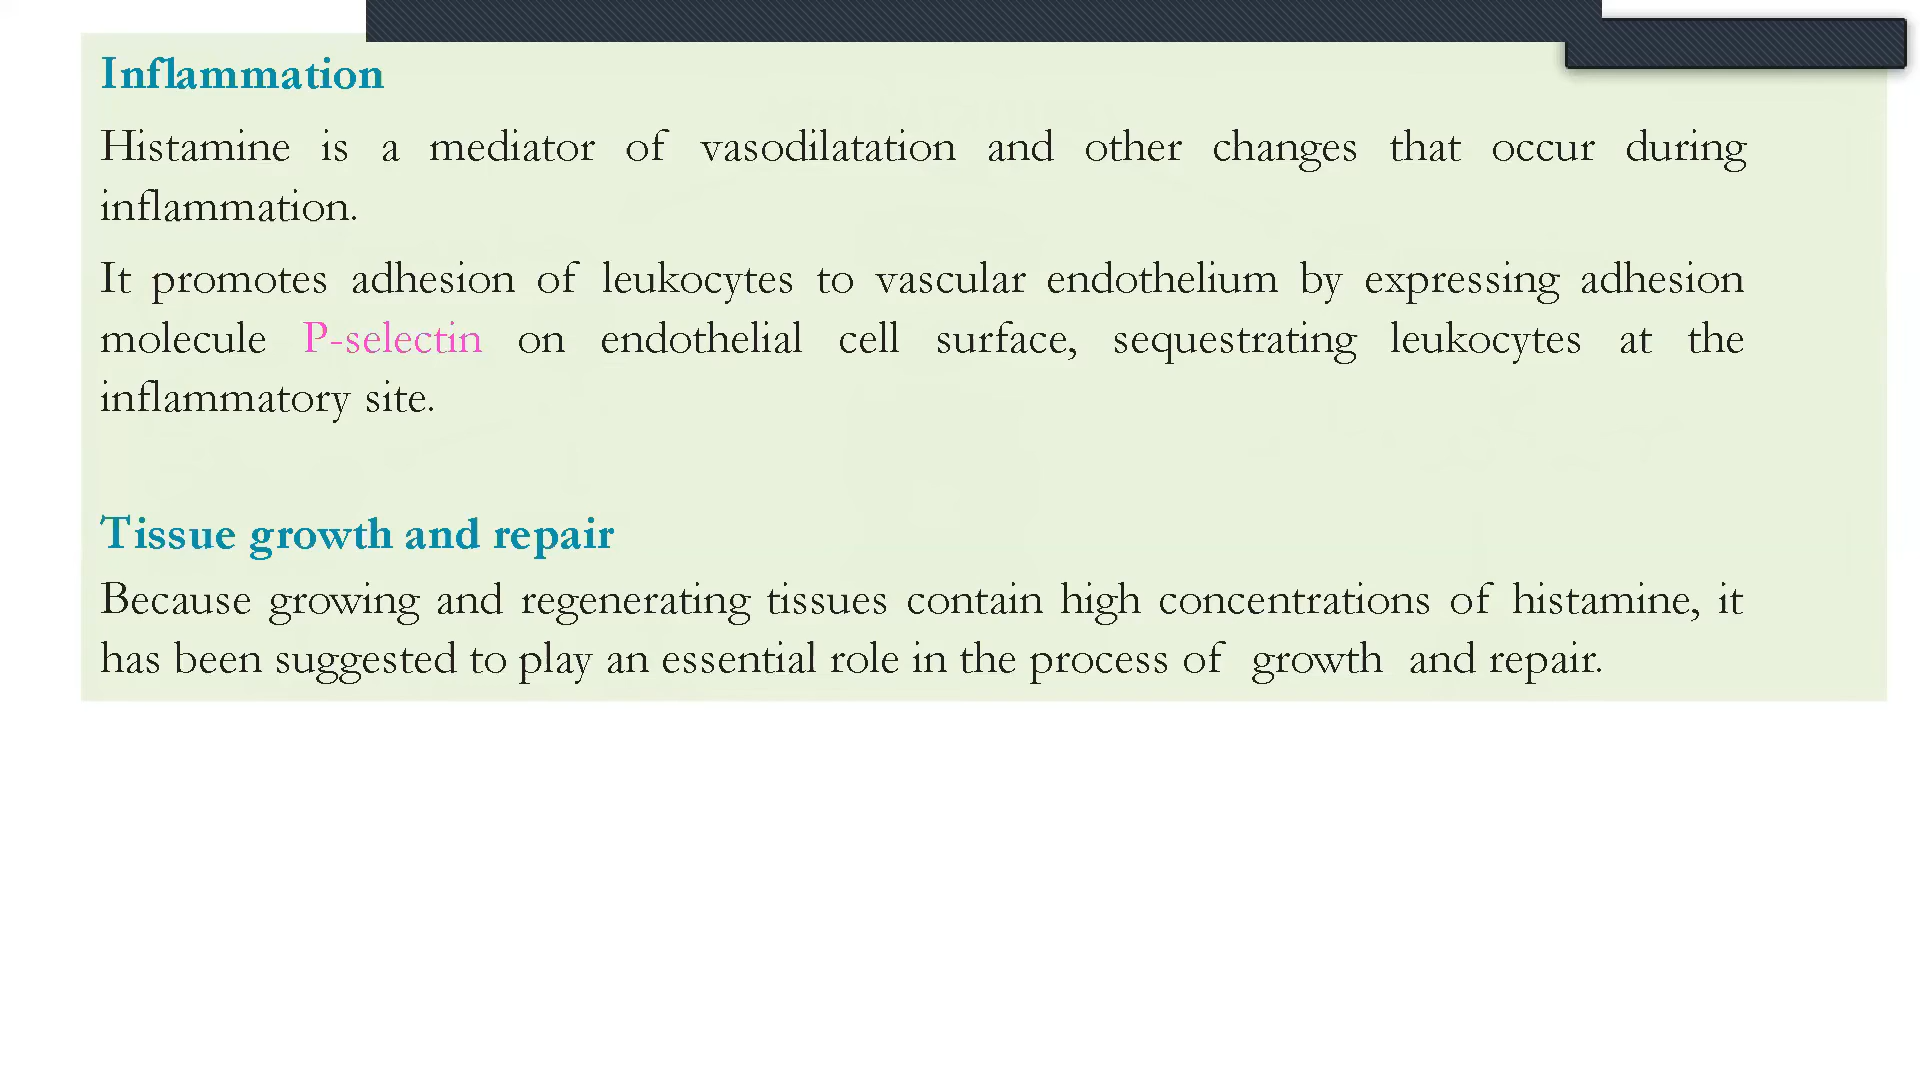 Inflammation
Histamine is a mediator of vasodilatation and other changes that occur during
inflammation.
It promotes adhesion of leukocytes to vascular endothelium by expressing adhesion
molecule P-selectin on endothelial cell surface, sequestrating leukocytes at the
inflammatory site.
Tissue growth and repair
Because growing and regenerating tissues contain high concentrations of histamine, it
has been suggested to play an essential role in the process of growth and repair.